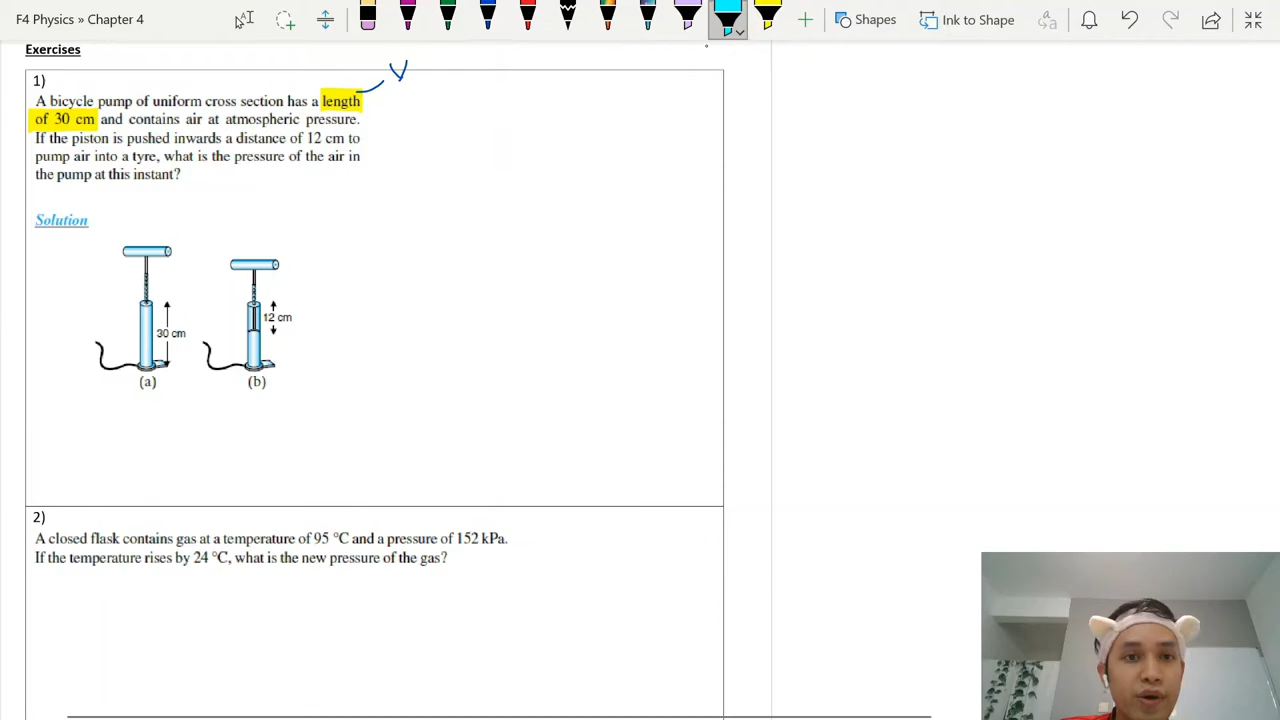 F4 Physics » Chapter 4
Shapes
Ink to Shape
Exercises
1)
V
A bicycle pump of uniform cross section has a length
of 30 cm and contains air at atmospheric pressure.
If the piston is pushed inwards a distance of 12 cm to
pump air into a tyre, what is the pressure of the air in
the pump at this instant?
Solution
30 cm
12 cm
(a)
(b)
2)
A closed flask contains gas at a temperature of 95 °C and a pressure of 152 kPa.
If the temperature rises by 24 °C, what is the new pressure of the gas?